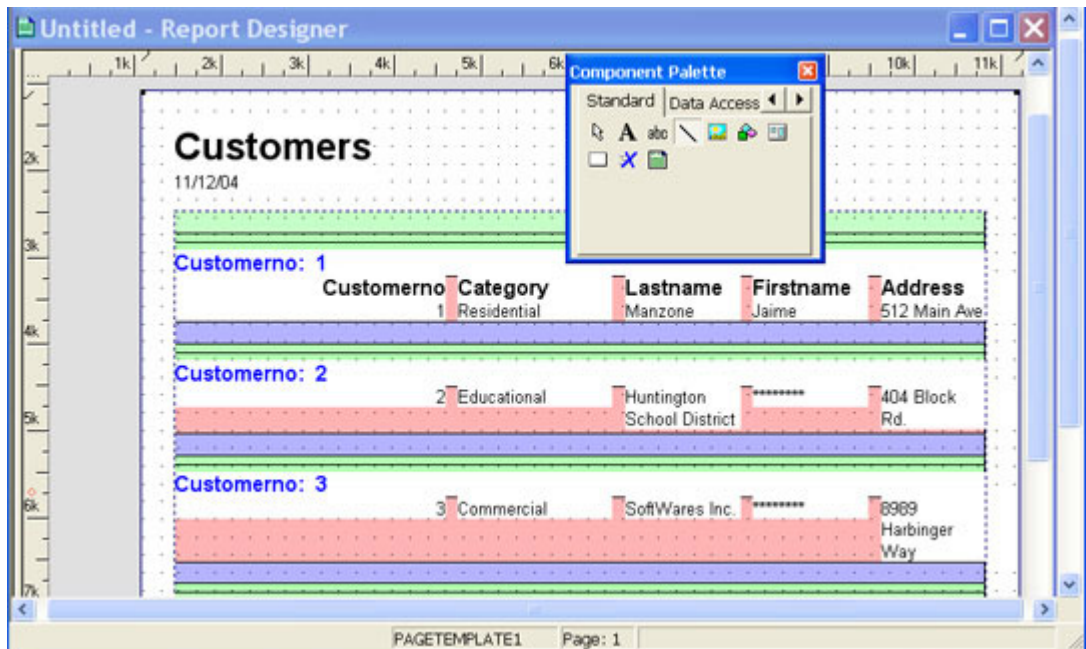 Untitled - Report Designer
... 1k 2k 3k 4k 5k 6k 10k 11k
Component Palette
Standard Data Access
A abc
2k
Customers
11/12/04
3k
Customerno: 1
Customerno Category Lastname Firstname Address
1 Residential Manzone Jaime 512 Main Ave
4k
Customerno: 2
2 Educational Huntington ******** 404 Block
5k School District Rd.
Customerno: 3
6k 3 Commercial SoftWares Inc. ******** 8989
Harbinger
Way
7k
PAGETEMPLATE1 Page: 1